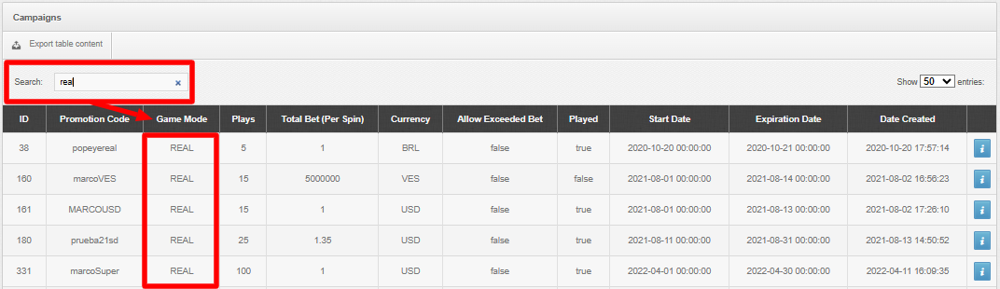 Campaigns
Export table content
Search: real
Show 50 entries:
ID Promotion Code Game Mode Plays Total Bet (Per Spin) Currency Allow Exceeded Bet Played Start Date Expiration Date Date Created
38 popeyereal REAL 5 1 BRL false true 2020-10-20 00:00:00 2020-10-21 00:00:00 2020-10-20 17:57:14 i
160 marcoVES REAL 15 5000000 VES false false 2021-08-01 00:00:00 2021-08-14 00:00:00 2021-08-02 16:56:23 i
161 MARCOUSD REAL 15 1 USD false true 2021-08-01 00:00:00 2021-08-13 00:00:00 2021-08-02 17:26:10 i
180 prueba21sd REAL 25 1.35 USD false true 2021-08-11 00:00:00 2021-08-31 00:00:00 2021-08-13 14:50:52 i
331 marcoSuper REAL 100 1 USD false true 2022-04-01 00:00:00 2022-04-30 00:00:00 2022-04-11 16:09:35 i